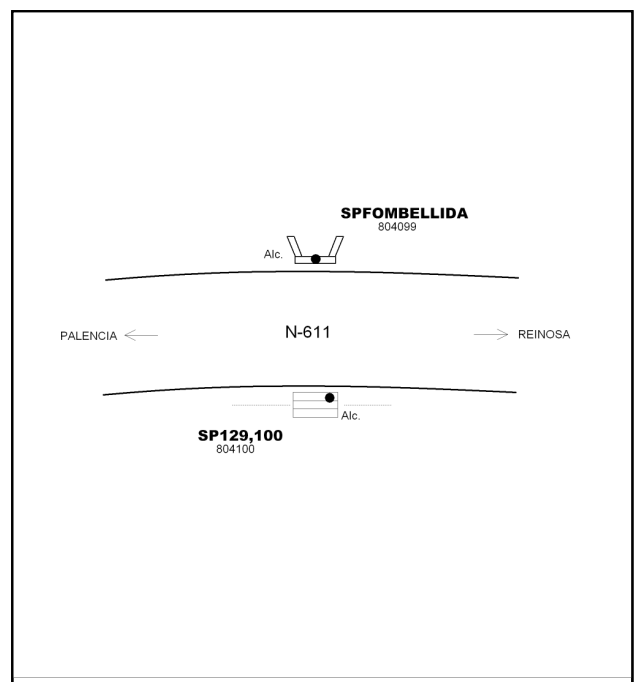 SPFOMBELLIDA
804099
Alc.
PALENCIA
N-611
REINOSA
Alc.
SP129,100
804100